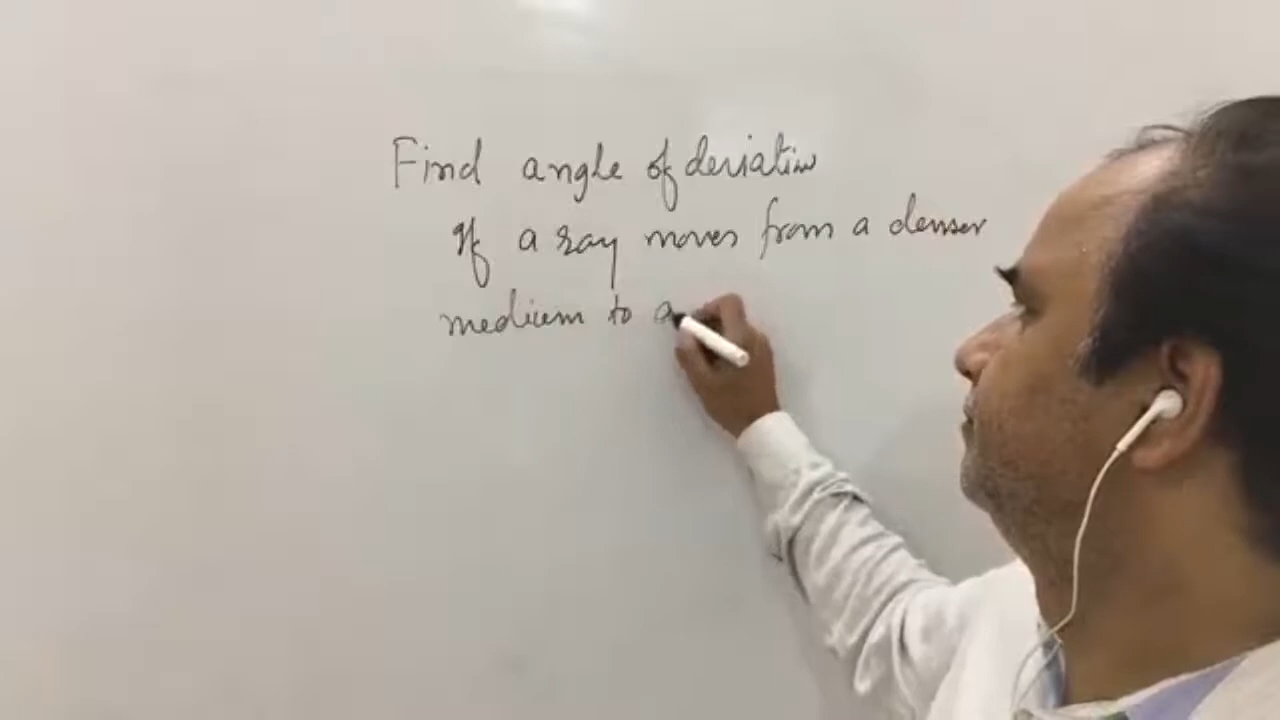 Find angle of deviation
If a ray moves from a denser
medium to a